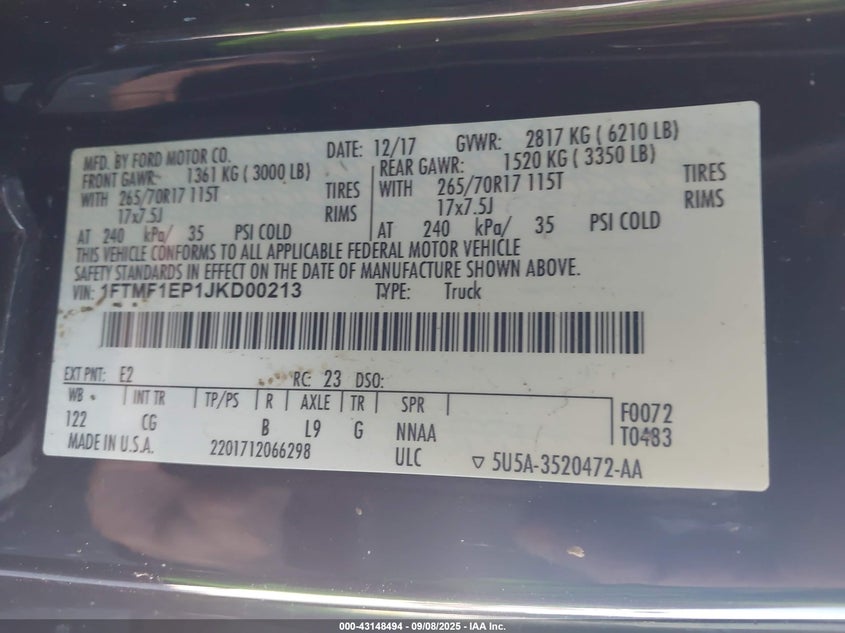 MFD. BY FORD MOTOR CO. DATE: 12/17 GVWR: 2817 KG ( 6210 LB)
FRONT GAWR: 1361 KG ( 3000 LB) REAR GAWR: 1520 KG ( 3350 LB)
WITH 265/70R17 115T TIRES WITH 265/70R17 115T TIRES
17x7.5J RIMS 17x7.5J RIMS
AT 240 kPa/ 35 PSI COLD AT 240 kPa/ 35 PSI COLD
THIS VEHICLE CONFORMS TO ALL APPLICABLE FEDERAL MOTOR VEHICLE
SAFETY STANDARDS IN EFFECT ON THE DATE OF MANUFACTURE SHOWN ABOVE.
VIN: 1FTMF1EP1JKD00213 TYPE: Truck
EXT PNT: E2 RC: 23 DSO:
WB INT TR TP/PS R AXLE TR SPR F0072
122 CG B L9 G NNAA T0483
MADE IN U.S.A. 2201712066298 ULC ▽ 5U5A-3520472-AA
000-43148494 - 09/08/2025 - IAA Inc.